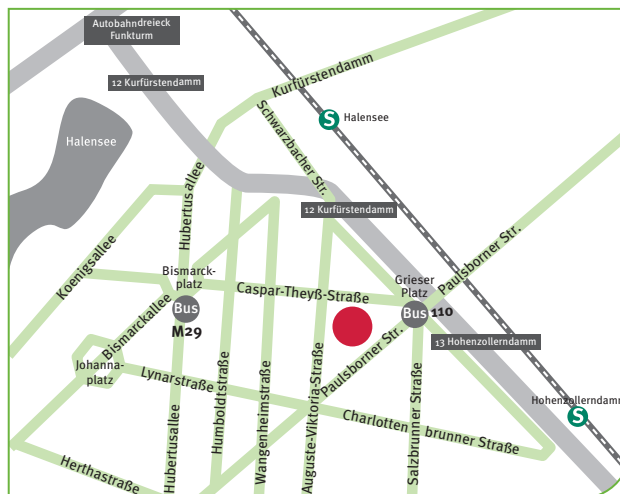 Autobahndreieck
Funkturm
12 Kurfürstendamm
Kurfürstendamm
S
Halensee
Schwarzbacher Str.
Halensee
Hubertusallee
12 Kurfürstendamm
Koenigsallee
Bismarck-
platz
Bus
M29
Caspar-Theyß-Straße
Grieser
Platz
Bus 110
Paulsborner Str.
Bismarckallee
13 Hohenzollerndamm
Johanna-
platz
Lynarstraße
Paulsborner Str.
Hohenzollerndamm
S
Charlotten brunner Straße
Herthastraße
Hubertusallee
Humboldtstraße
Wangenheimstraße
Auguste-Viktoria-Straße
Salzbrunner Straße